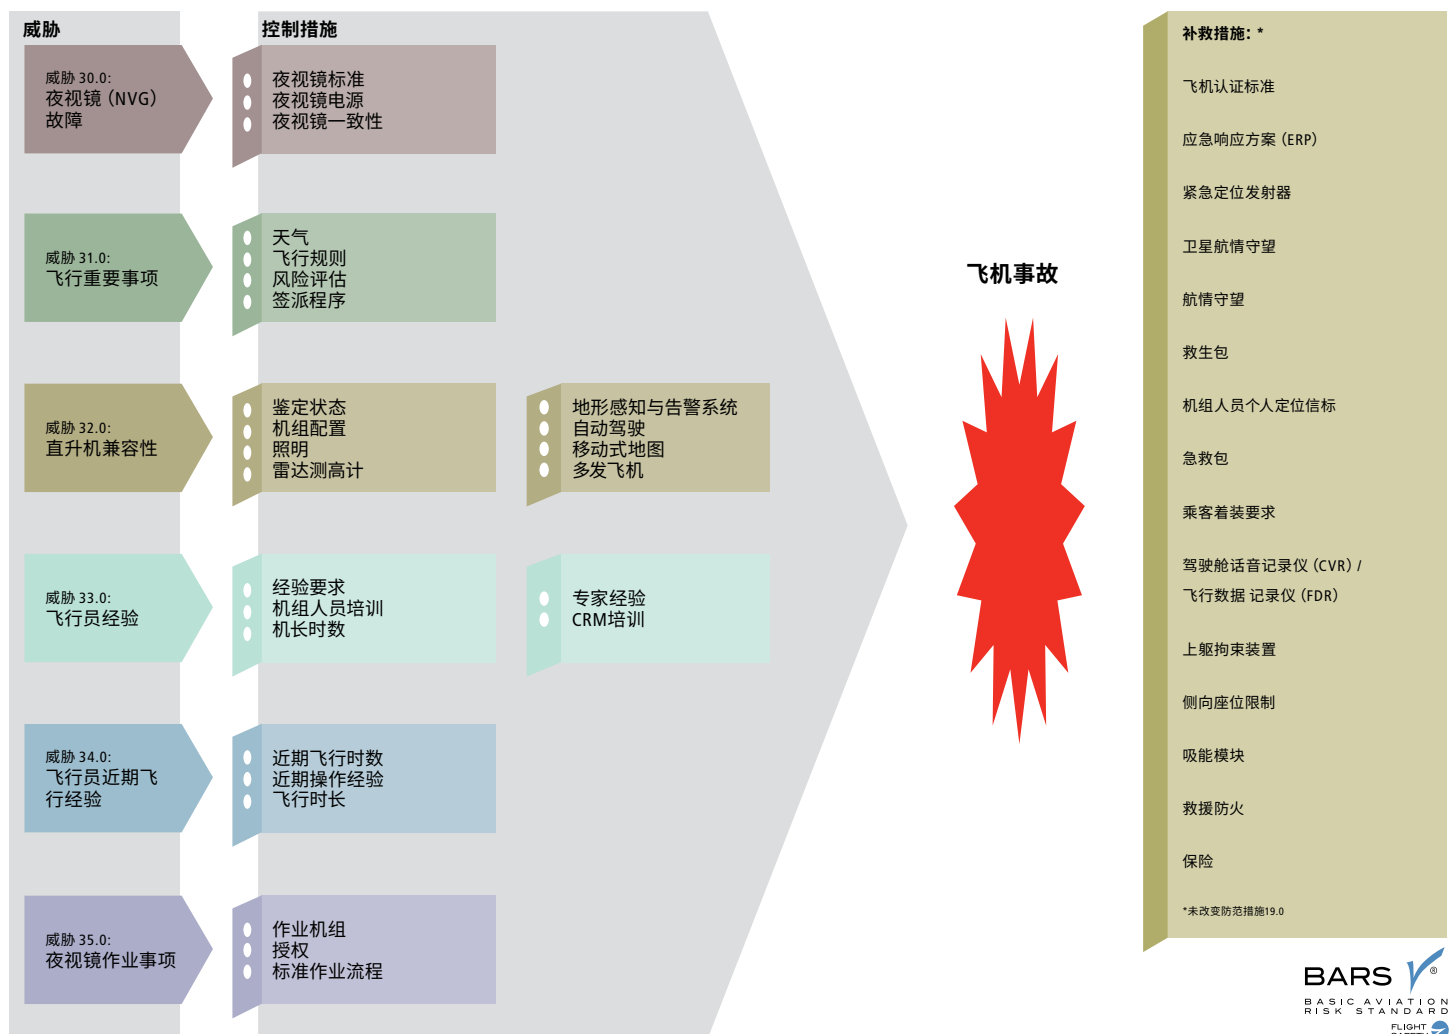 威胁
控制措施
威胁 30.0:
夜视镜（NVG）
故障
夜视镜标准
夜视镜电源
夜视镜一致性
威胁 31.0:
飞行重要事项
天气
飞行规则
风险评估
签派程序
威胁 32.0:
直升机兼容性
鉴定状态
机组配置
照明
雷达测高计
地形感知与告警系统
自动驾驶
移动式地图
多发飞机
威胁 33.0:
飞行员经验
经验要求
机组人员培训
机长时数
专家经验
CRM培训
威胁 34.0:
飞行员近期飞
行经验
近期飞行时数
近期操作经验
飞行时长
威胁 35.0:
夜视镜作业事项
作业机组
授权
标准作业流程
飞机事故
补救措施：*
飞机认证标准
应急响应方案（ERP）
紧急定位发射器
卫星航情守望
航情守望
救生包
机组人员个人定位信标
急救包
乘客着装要求
驾驶舱话音记录仪（CVR）/
飞行数据 记录仪（FDR）
上躯拘束装置
侧向座位限制
吸能模块
救援防火
保险
*未改变防范措施19.0
BARS ®
BASIC AVIATION
RISK STANDARD
FLIGHT